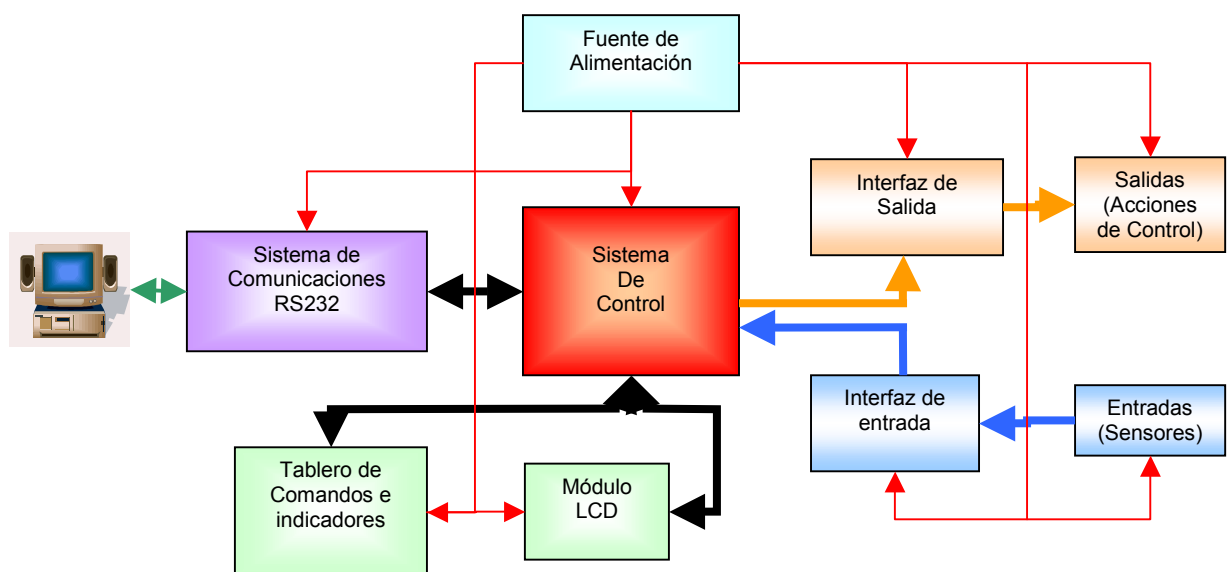 Fuente de
Alimentación
Interfaz de
Salida
Salidas
(Acciones
de Control)
Sistema de
Comunicaciones
RS232
Sistema
De
Control
Interfaz de
entrada
Entradas
(Sensores)
Tablero de
Comandos e
indicadores
Módulo
LCD